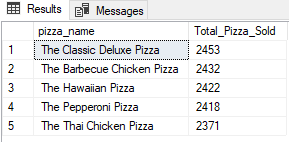 Results Messages
pizza_name Total_Pizza_Sold
1 The Classic Deluxe Pizza 2453
2 The Barbecue Chicken Pizza 2432
3 The Hawaiian Pizza 2422
4 The Pepperoni Pizza 2418
5 The Thai Chicken Pizza 2371